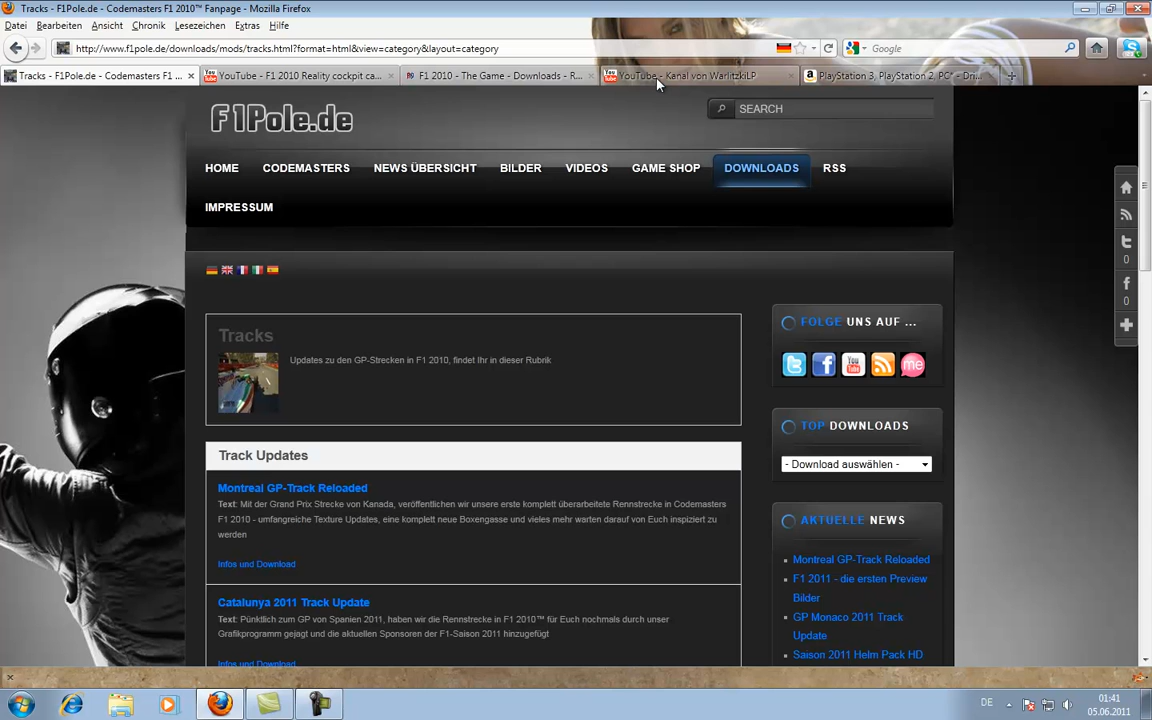 Tracks - F1Pole.de - Codemasters F1 2010™ Fanpage - Mozilla Firefox
Datei Bearbeiten Ansicht Chronik Lesezeichen Extras Hilfe
http://www.f1pole.de/downloads/mods/tracks.html?format=html&view=category&layout=category
Google
Tracks - F1Pole.de - Codemasters F1 ...
YouTube - F1 2010 Reality cockpit ca...
F1 2010 - The Game - Downloads - R...
YouTube - Kanal von WarlitzkiLP
PlayStation 3, PlayStation 2, PC* - Dri...
F1Pole.de
SEARCH
HOME CODEMASTERS NEWS ÜBERSICHT BILDER VIDEOS GAME SHOP DOWNLOADS RSS
IMPRESSUM
Tracks
Updates zu den GP-Strecken in F1 2010, findet Ihr in dieser Rubrik
Track Updates
Montreal GP-Track Reloaded
Text: Mit der Grand Prix Strecke von Kanada, veröffentlichen wir unsere erste komplett überarbeitete Rennstrecke in Codemasters
F1 2010 - umfangreiche Texture Updates, eine komplett neue Boxengasse und vieles mehr warten darauf von Euch inspiziert zu
werden
Infos und Download
Catalunya 2011 Track Update
Text: Pünktlich zum GP von Spanien 2011, haben wir die Rennstrecke in F1 2010™ für Euch nochmals durch unser
Grafikprogramm gejagt und die aktuellen Sponsoren der F1-Saison 2011 hinzugefügt
Infos und Download
FOLGE UNS AUF ...
You Tube
me
TOP DOWNLOADS
- Download auswählen -
AKTUELLE NEWS
Montreal GP-Track Reloaded
F1 2011 - die ersten Preview
Bilder
GP Monaco 2011 Track
Update
Saison 2011 Helm Pack HD
0
0
DE
01:41
05.06.2011